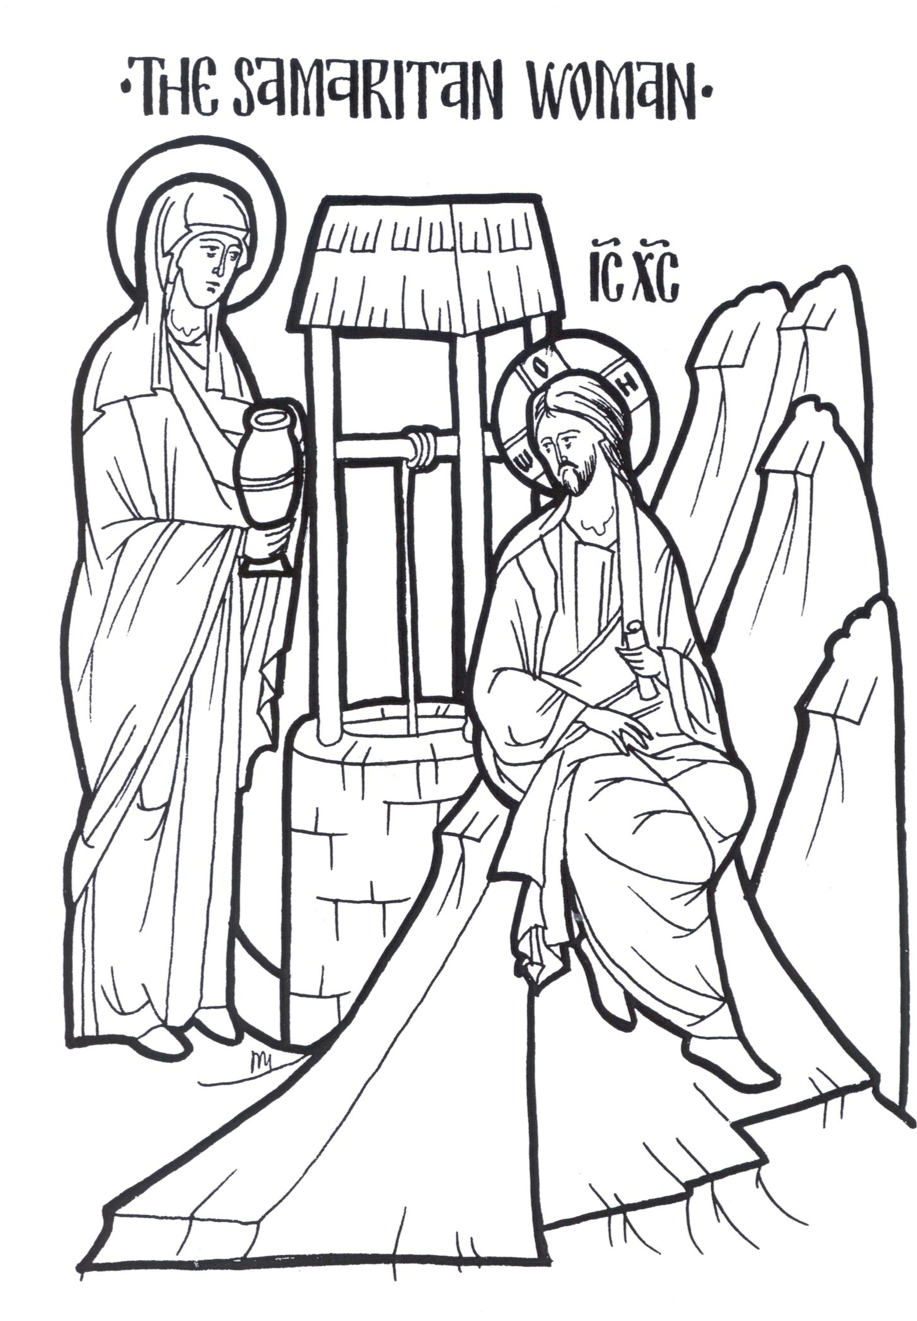 ·THE SAMARITAN WOMAN·
IC XC
Ѡ О Н
M